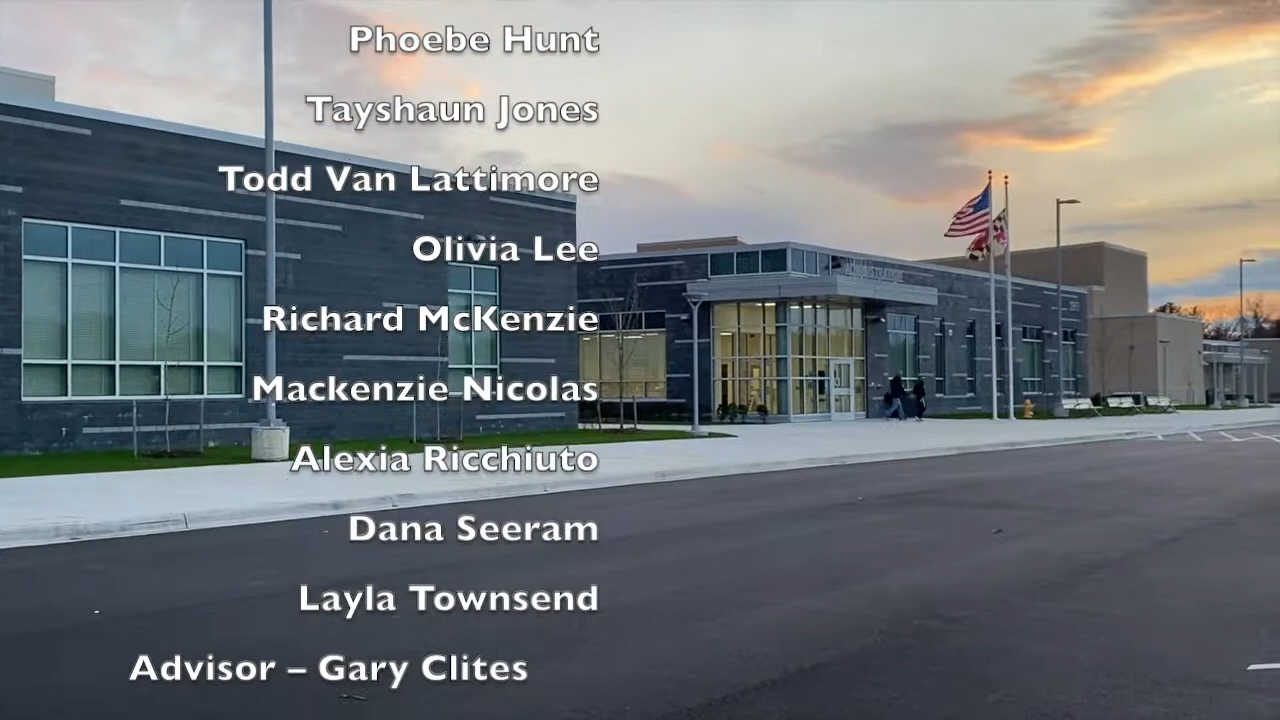 Phoebe Hunt
Tayshaun Jones
Todd Van Lattimore
Olivia Lee
Richard McKenzie
Mackenzie Nicolas
Alexia Ricchiuto
Dana Seeram
Layla Townsend
Advisor – Gary Clites